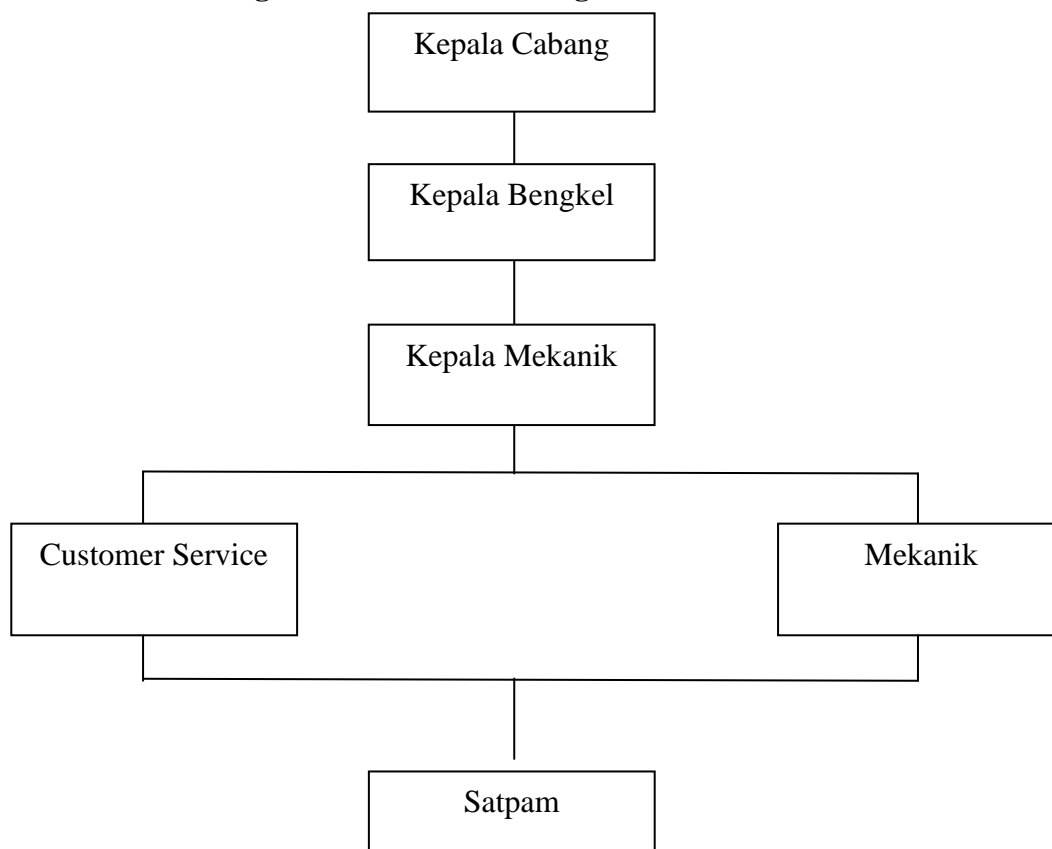 Kepala Cabang
Kepala Bengkel
Kepala Mekanik
Customer Service
Mekanik
Satpam